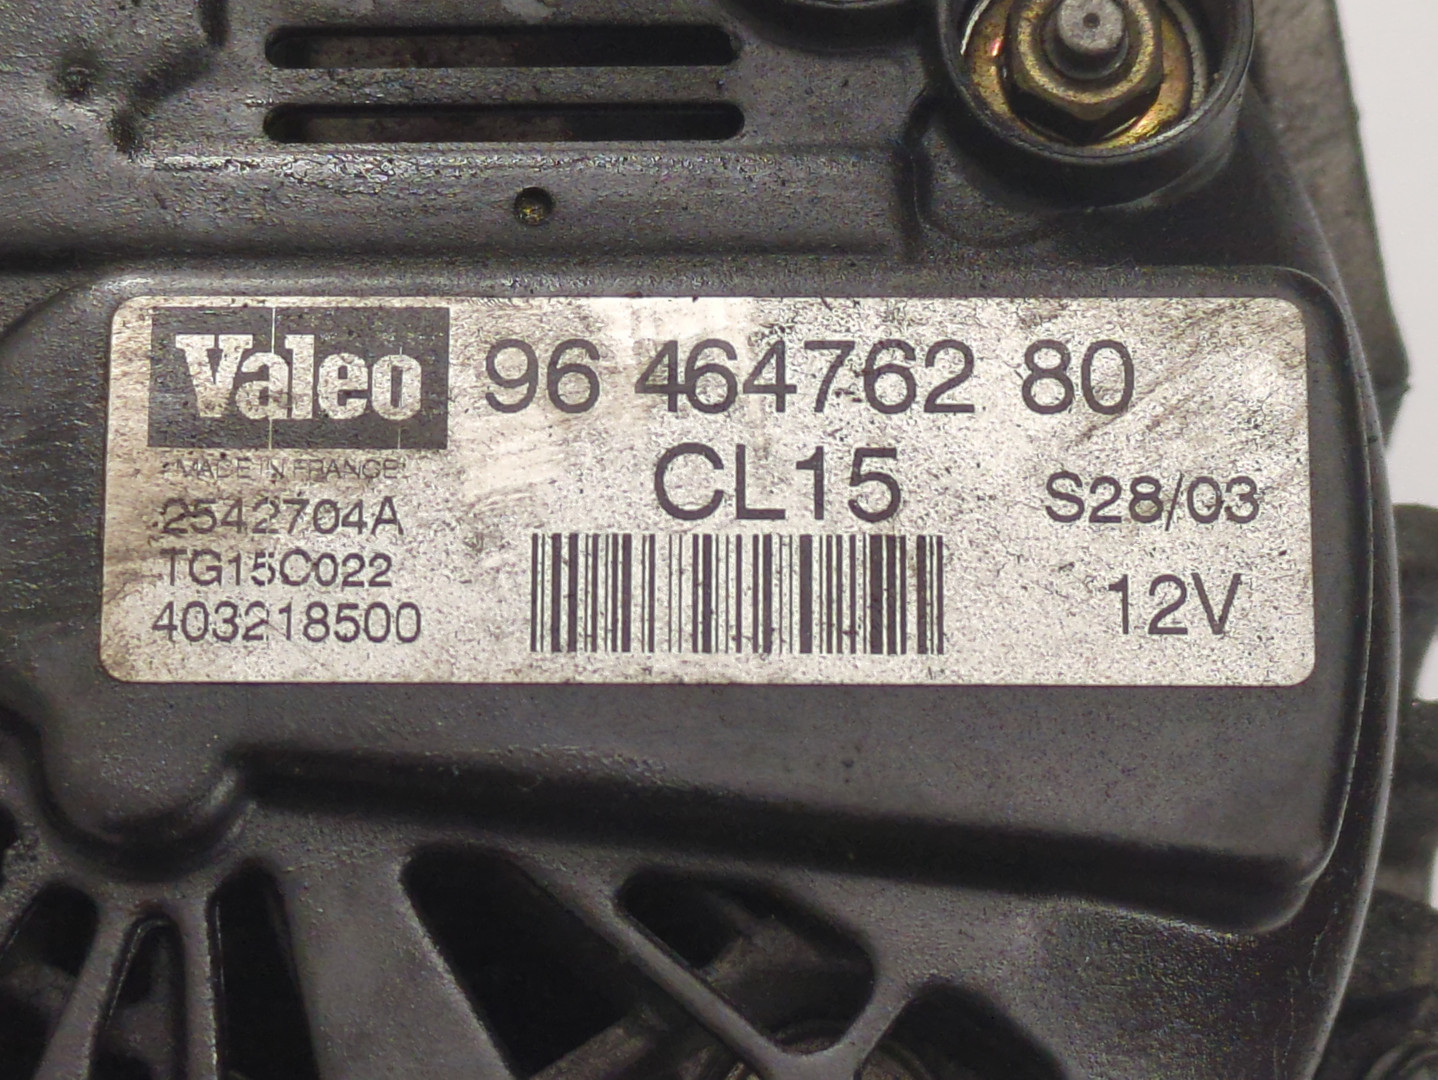 Valeo 96 464762 80
MADE IN FRANCE
CL15
S28/03
2542704A
TG15C022
403218500
12V